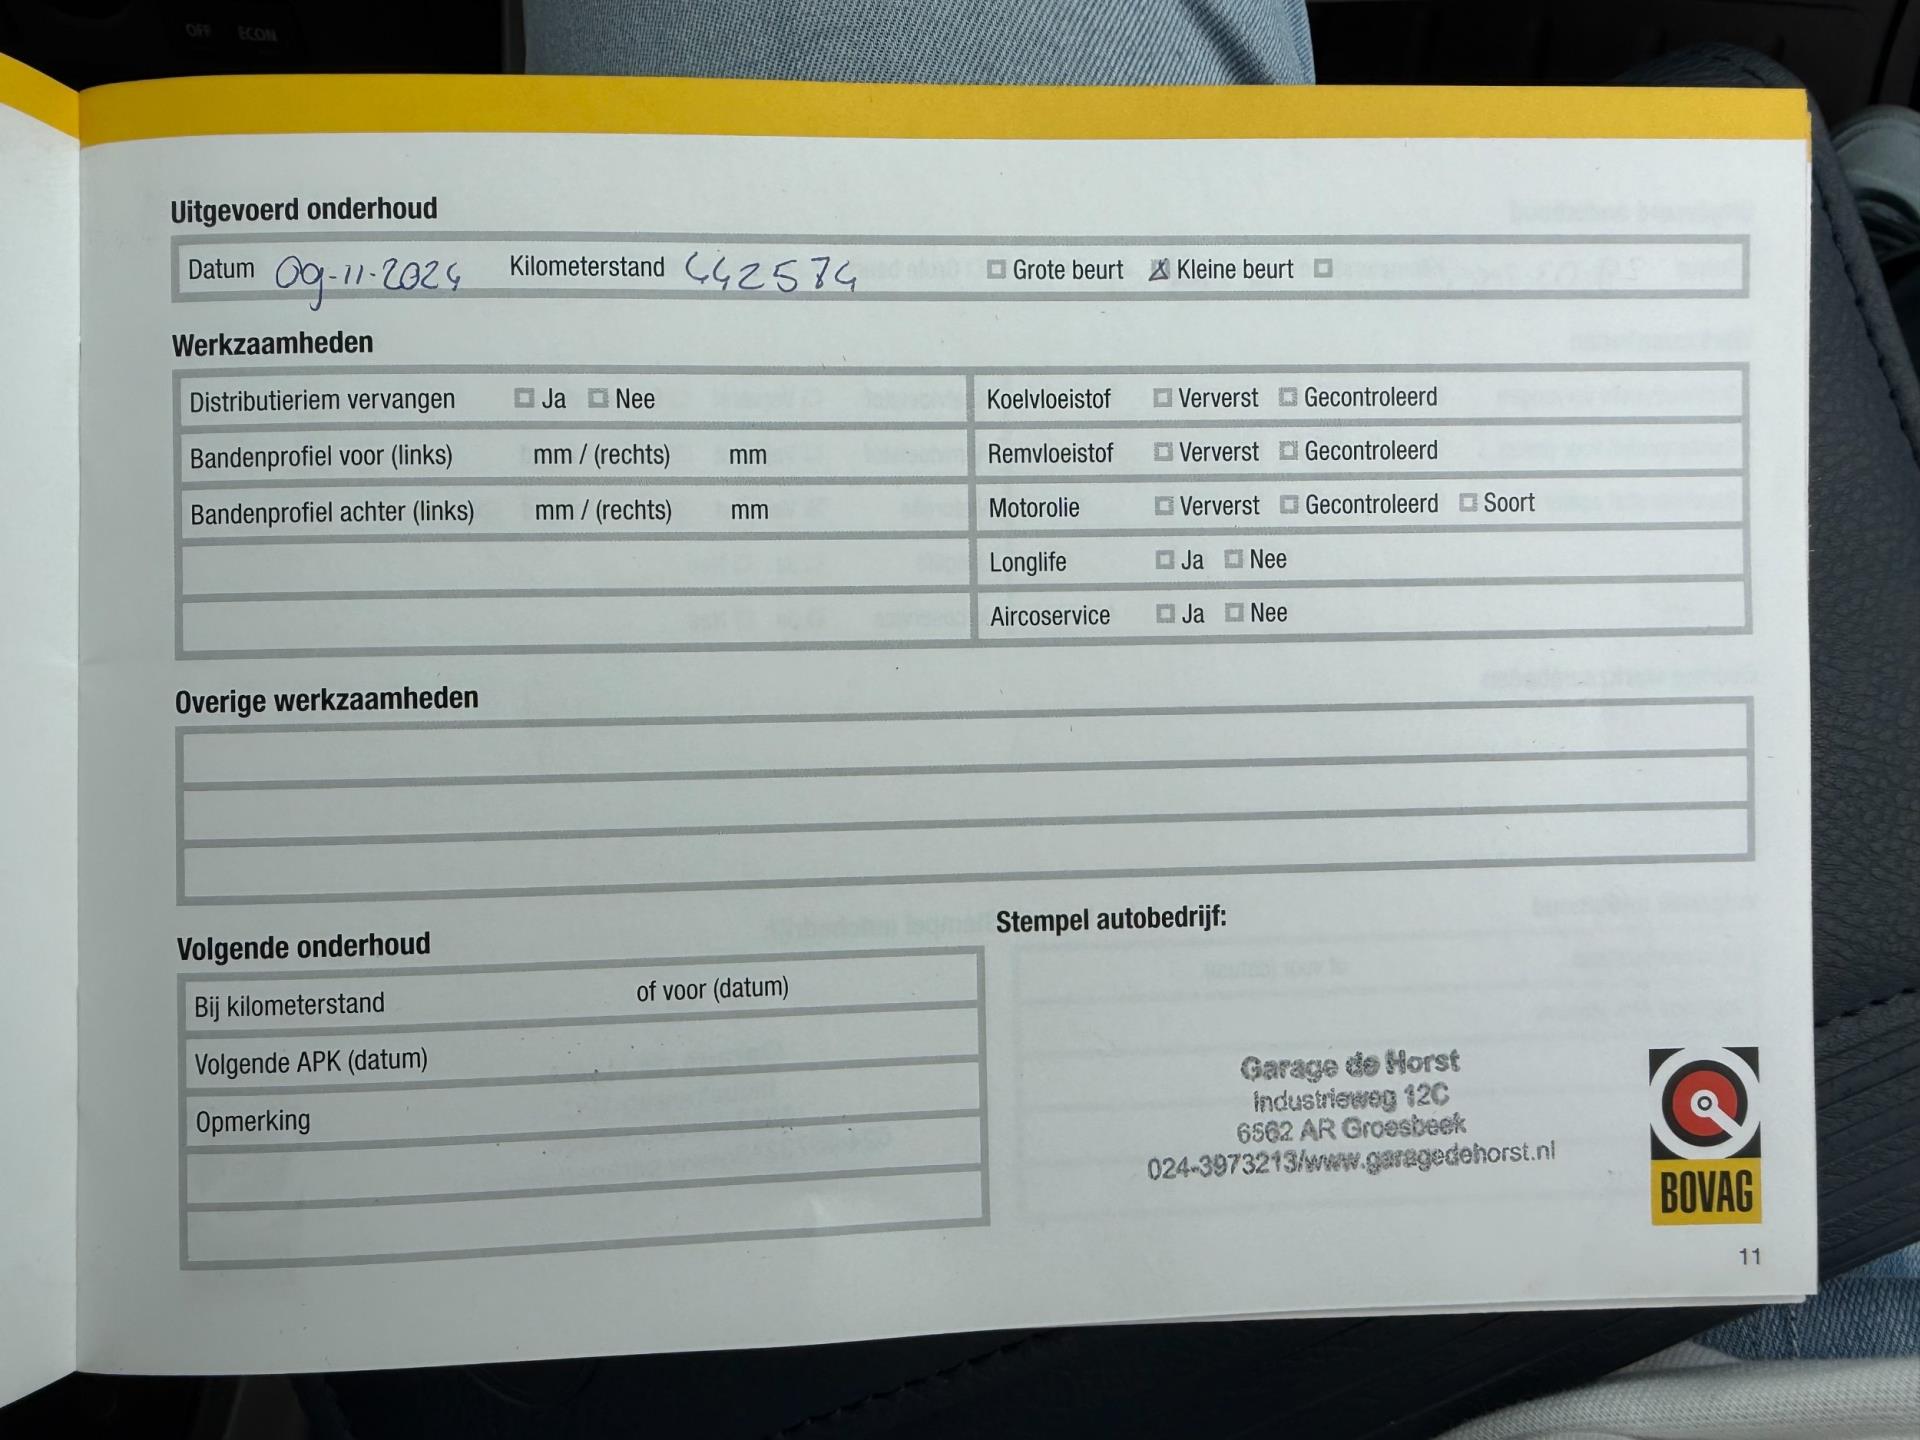 OFF ECON
Uitgevoerd onderhoud
Datum 09-11-2024 Kilometerstand 442574 Grote beurt Kleine beurt
Werkzaamheden
Distributieriem vervangen Ja Nee
Bandenprofiel voor (links) mm / (rechts) mm
Bandenprofiel achter (links) mm / (rechts) mm
Koelvloeistof Ververst Gecontroleerd
Remvloeistof Ververst Gecontroleerd
Motorolie Ververst Gecontroleerd Soort
Longlife Ja Nee
Aircoservice Ja Nee
Overige werkzaamheden
Volgende onderhoud
Bij kilometerstand of voor (datum)
Volgende APK (datum)
Opmerking
Stempel autobedrijf:
Garage de Horst
Industrieweg 12C
6562 AR Groesbeek
024-3973213/www.garagedehorst.nl
BOVAG
11